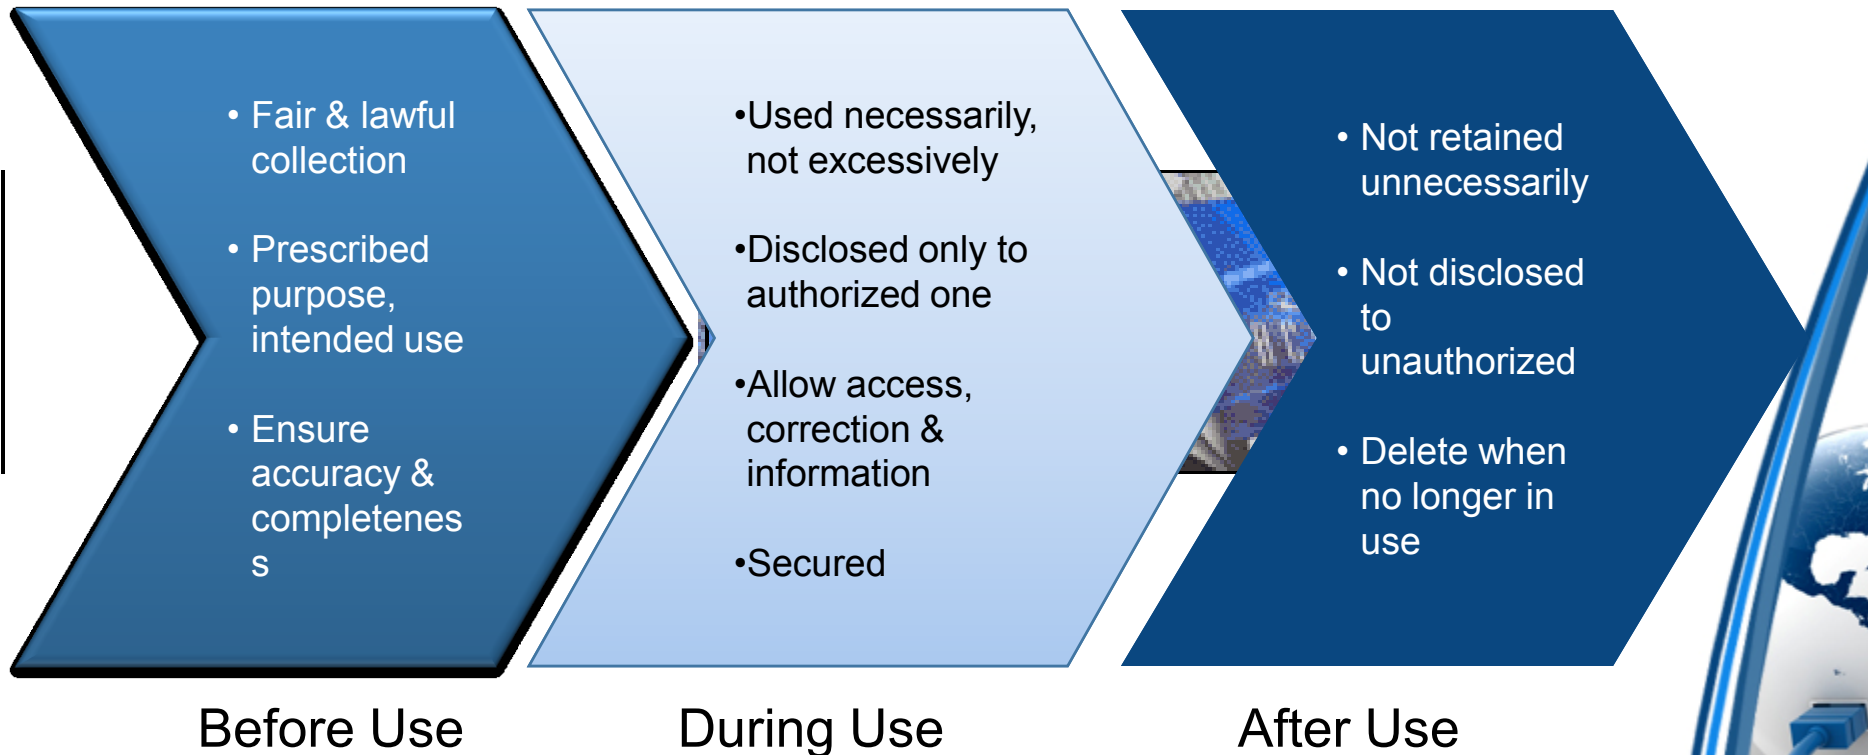 • Fair & lawful
collection
• Prescribed
purpose,
intended use
• Ensure
accuracy &
completenes
s
•Used necessarily,
not excessively
•Disclosed only to
authorized one
•Allow access,
correction &
information
•Secured
• Not retained
unnecessarily
• Not disclosed
to
unauthorized
• Delete when
no longer in
use
Before Use
During Use
After Use